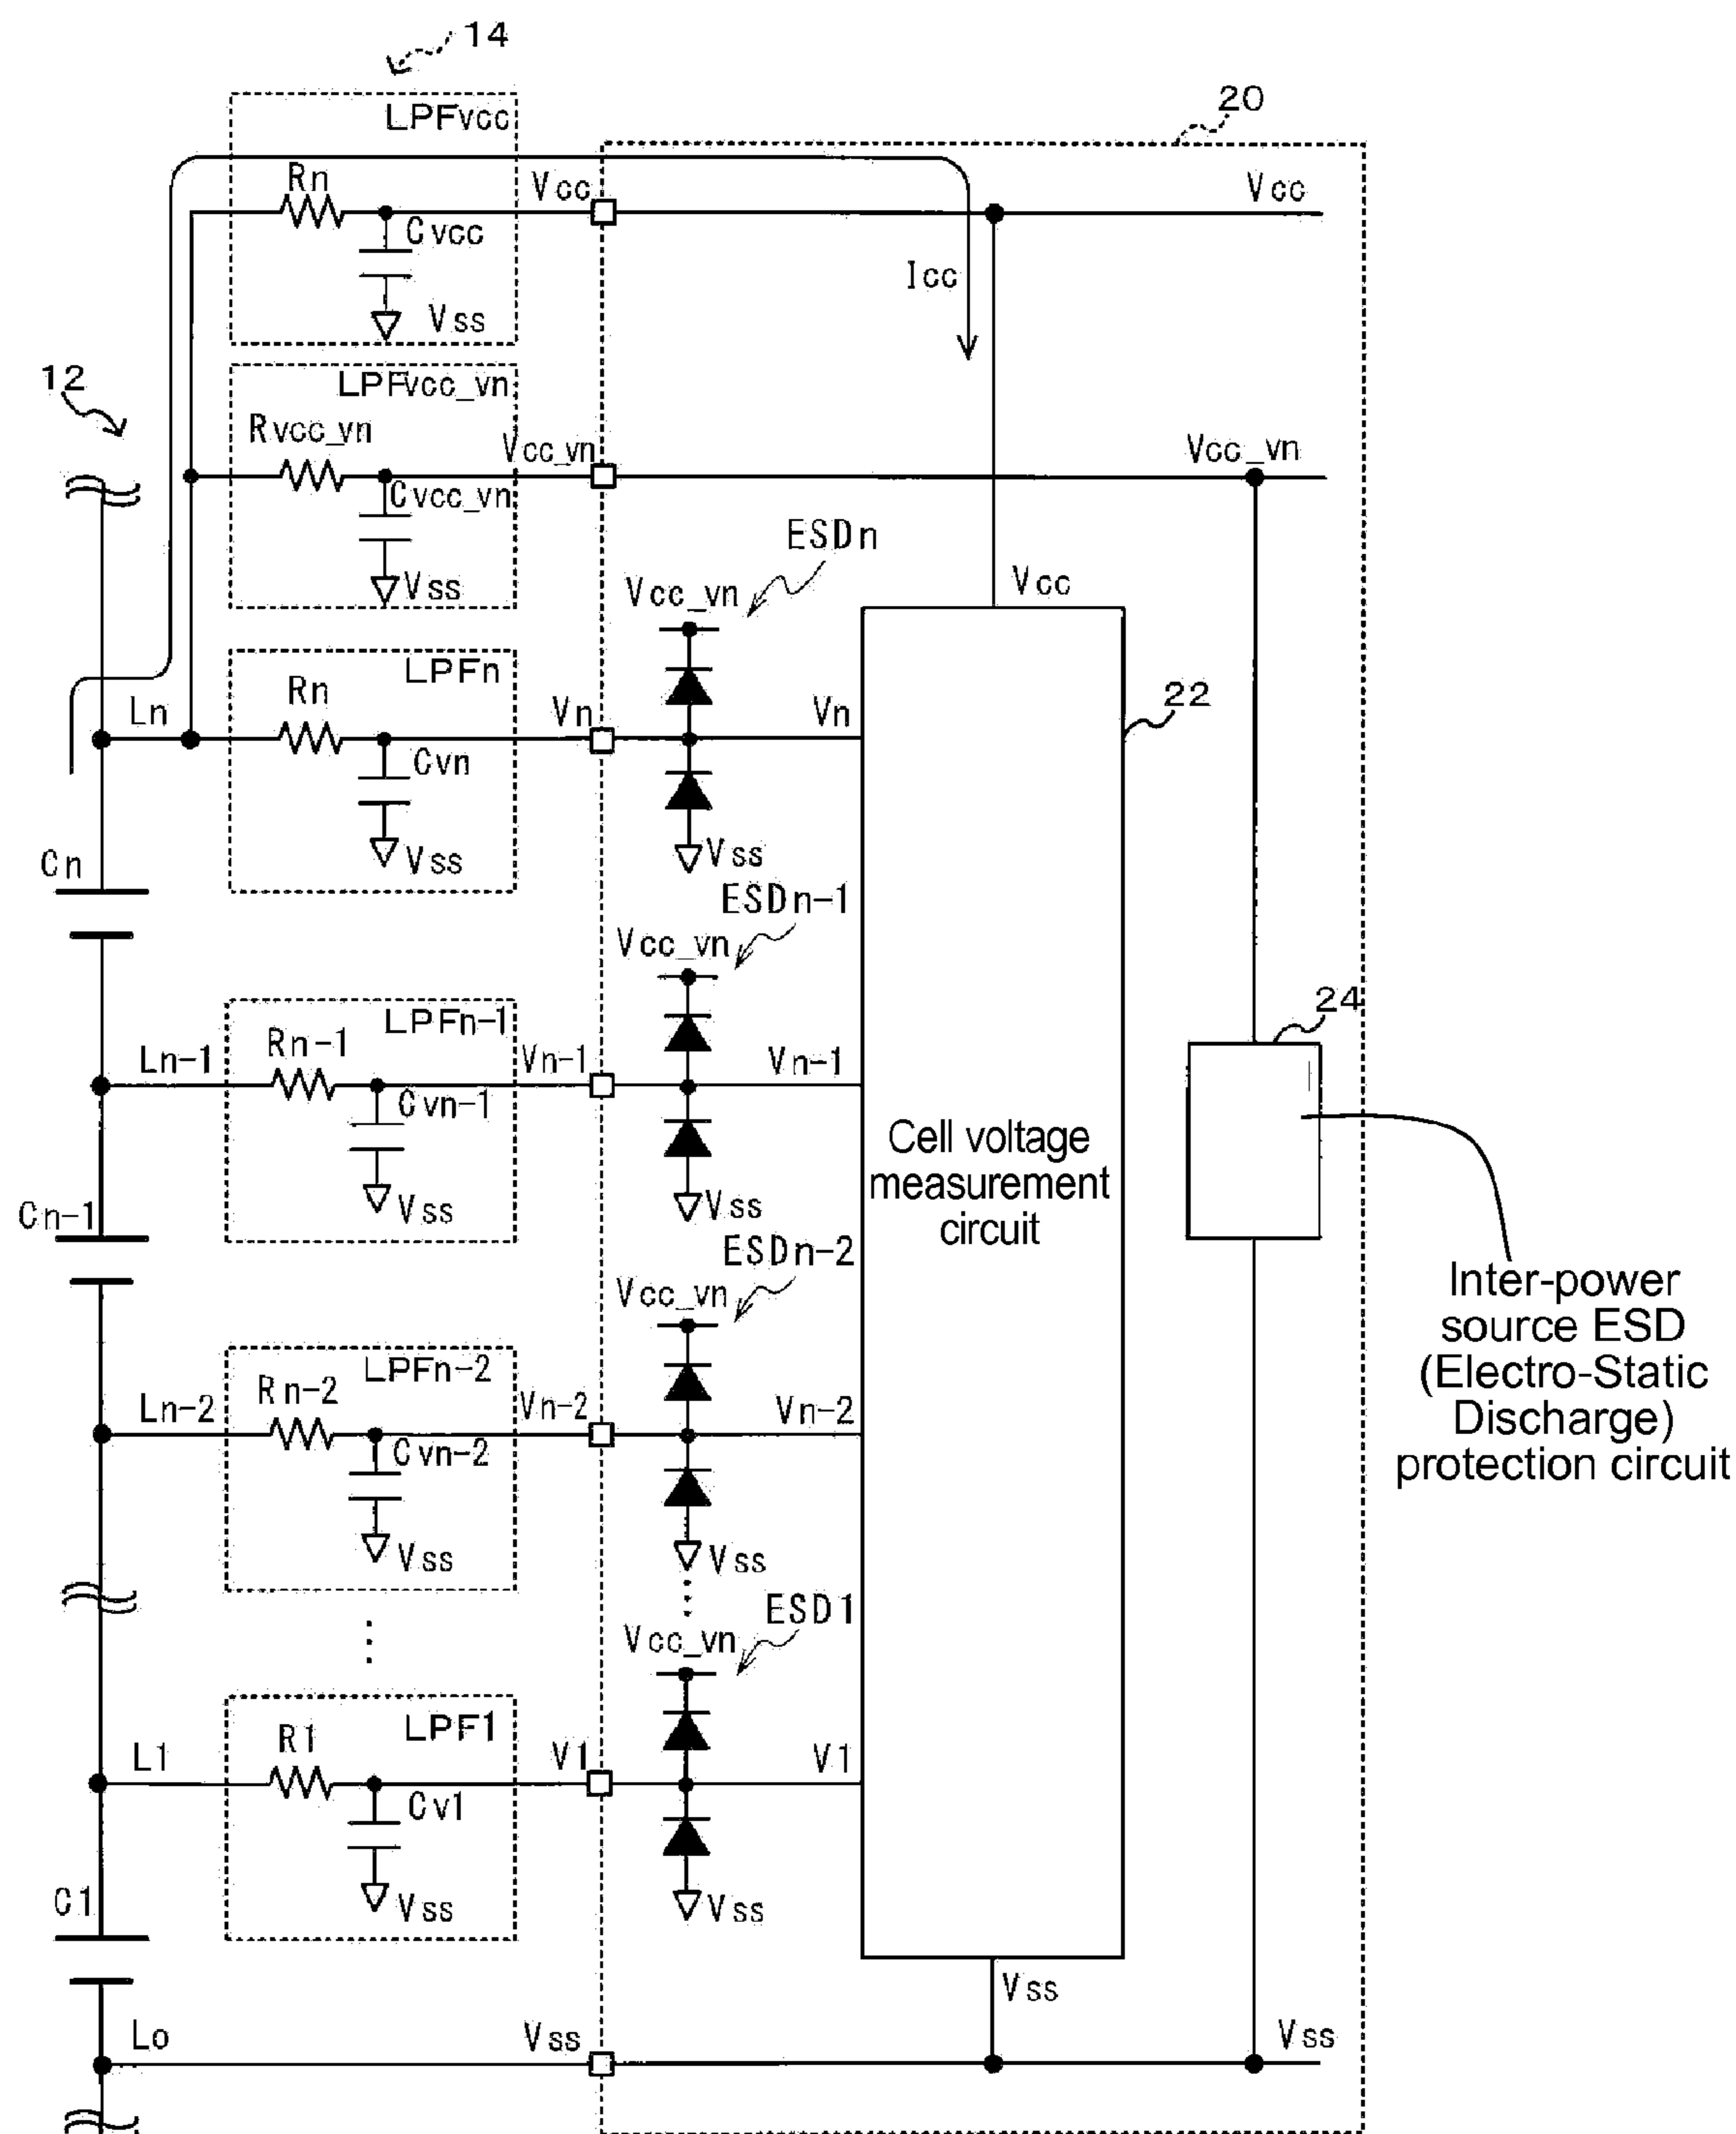 14
LPFvcc
20
Rn
Vcc
Vcc
Cvcc
Icc
Vss
12
LPFvcc_vn
Rvcc_vn
Vcc_vn
Vcc_vn
Cvcc_vn
ESDn
Vss
Vcc_vn
Vcc
LPFn
Rn
22
Ln
Vn
Vn
Cvn
Vss
Vss
Cn
ESDn-1
Vcc_vn
24
LPFn-1
Rn-1
Ln-1
Vn-1
Vn-1
Cvn-1
Cell voltage
measurement
circuit
Vss
Vss
Cn-1
ESDn-2
Vcc_vn
Inter-power
source ESD
(Electro-Static
Discharge)
protection circuit
LPFn-2
Rn-2
Ln-2
Vn-2
Vn-2
Cvn-2
Vss
Vss
ESD1
Vcc_vn
LPF1
R1
L1
V1
V1
Cv1
C1
Vss
Vss
Vss
Lo
Vss
Vss